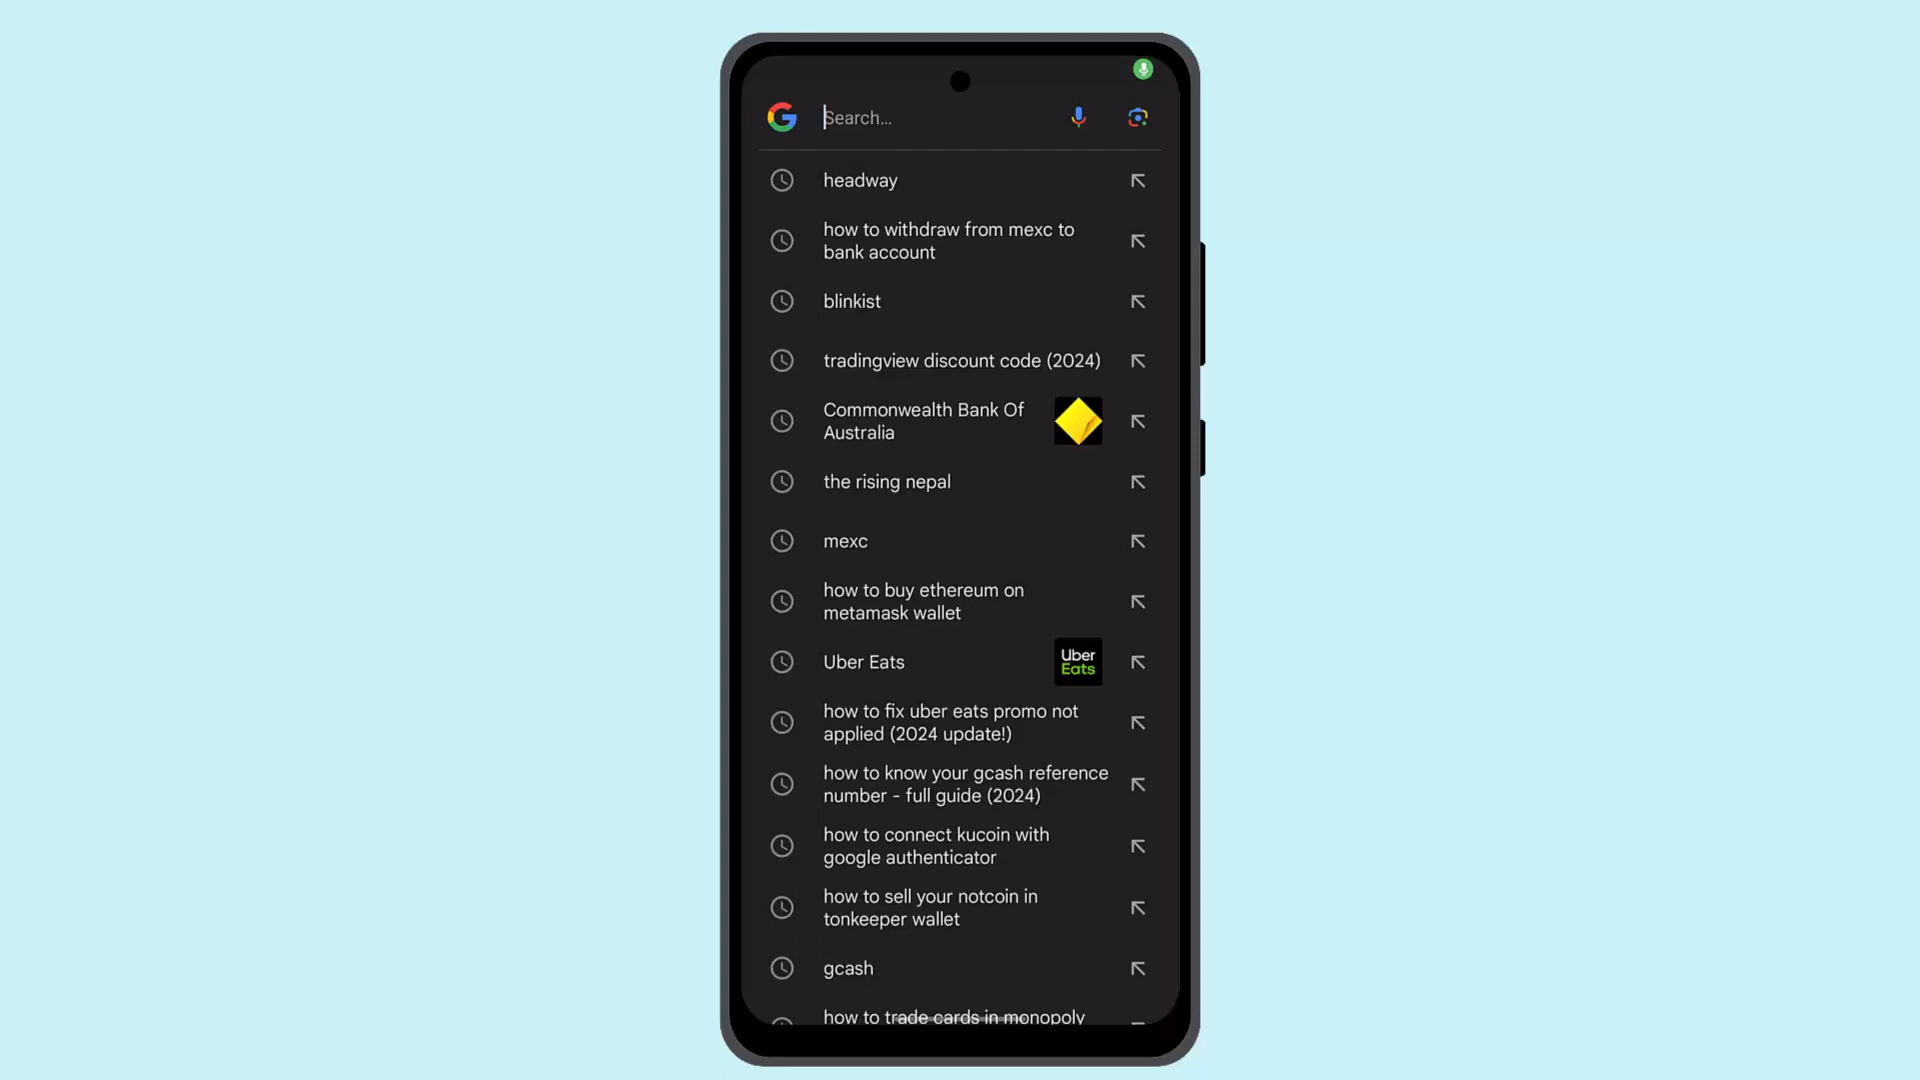 Search...
headway
how to withdraw from mexc to
bank account
blinkist
tradingview discount code (2024)
Commonwealth Bank Of
Australia
the rising nepal
mexc
how to buy ethereum on
metamask wallet
Uber Eats
Uber
Eats
how to fix uber eats promo not
applied (2024 update!)
how to know your gcash reference
number - full guide (2024)
how to connect kucoin with
google authenticator
how to sell your notcoin in
tonkeeper wallet
gcash
how to trade cards in monopoly